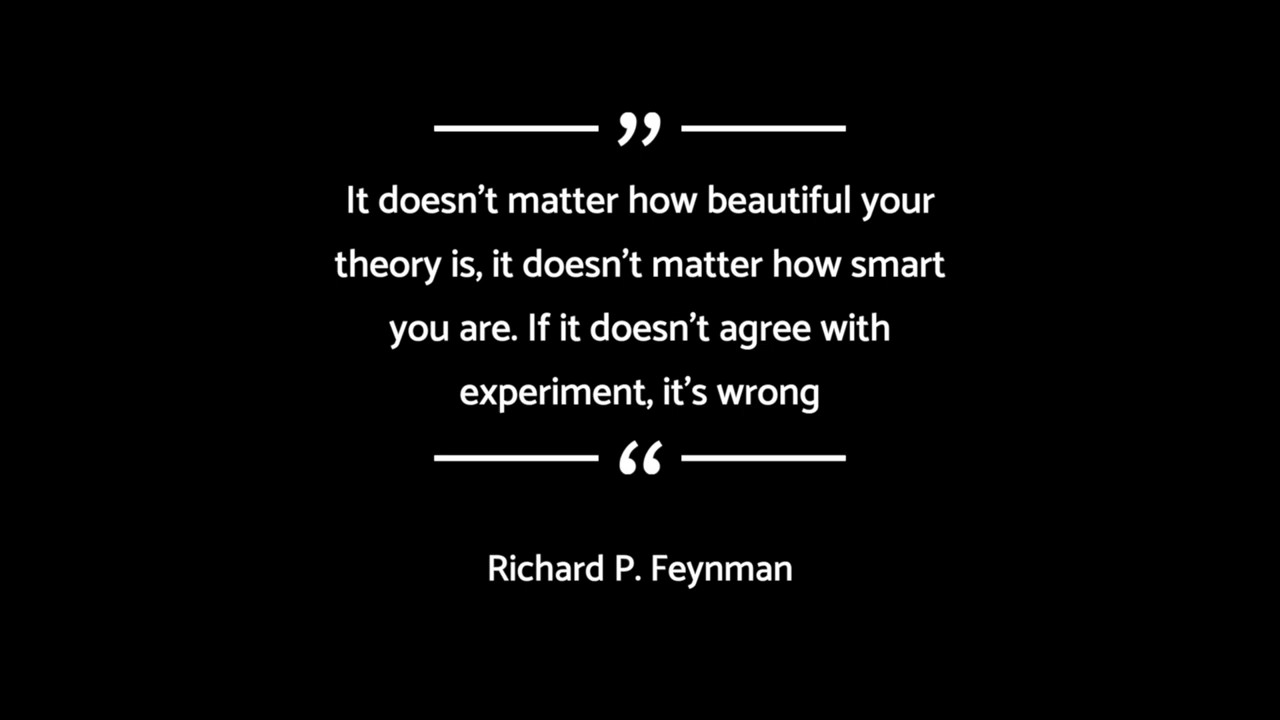 ”
It doesn’t matter how beautiful your
theory is, it doesn’t matter how smart
you are. If it doesn’t agree with
experiment, it’s wrong
“
Richard P. Feynman